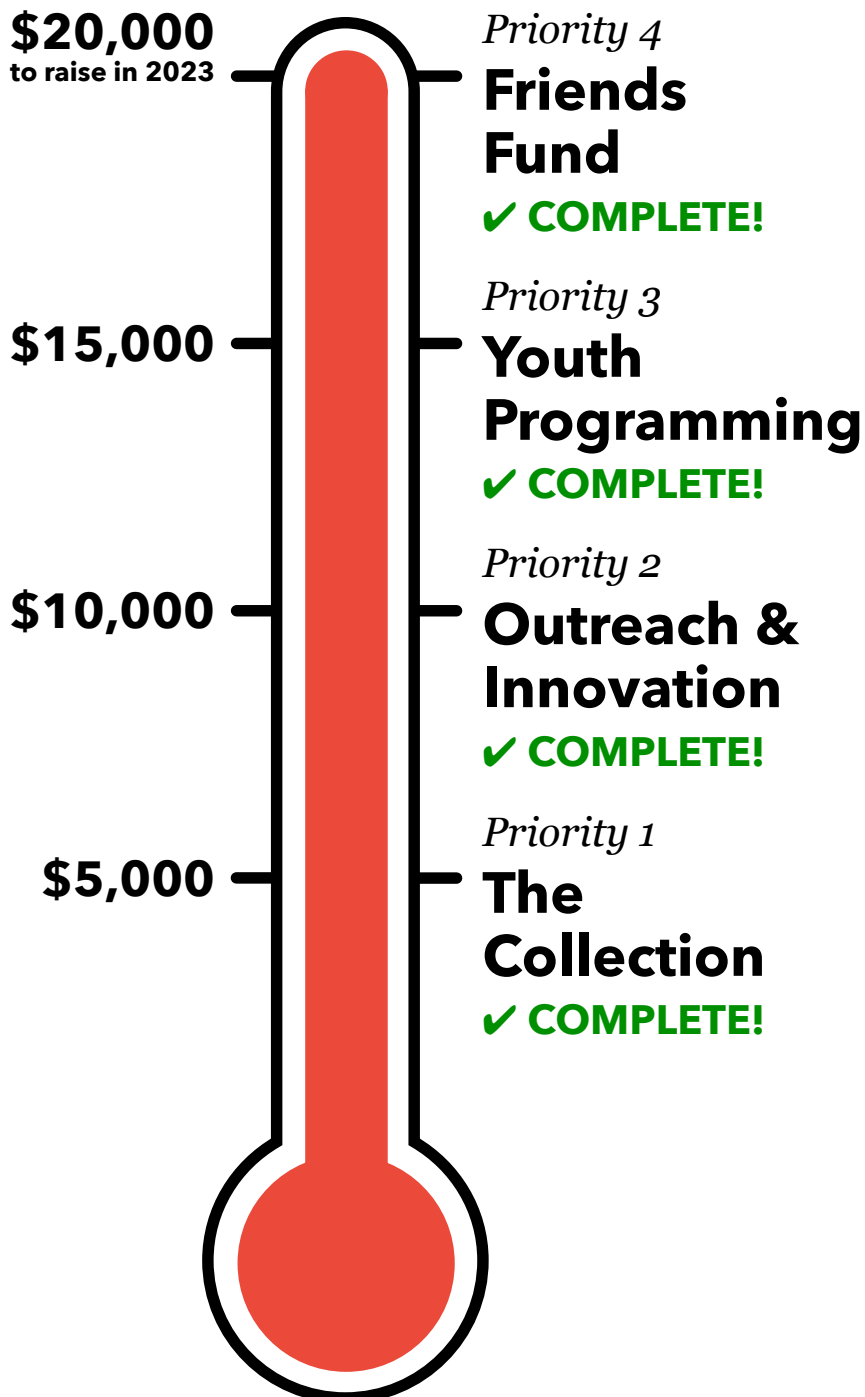 $20,000
to raise in 2023
Priority 4
Friends
Fund
✔ COMPLETE!
$15,000
Priority 3
Youth
Programming
✔ COMPLETE!
$10,000
Priority 2
Outreach &
Innovation
✔ COMPLETE!
$5,000
Priority 1
The
Collection
✔ COMPLETE!